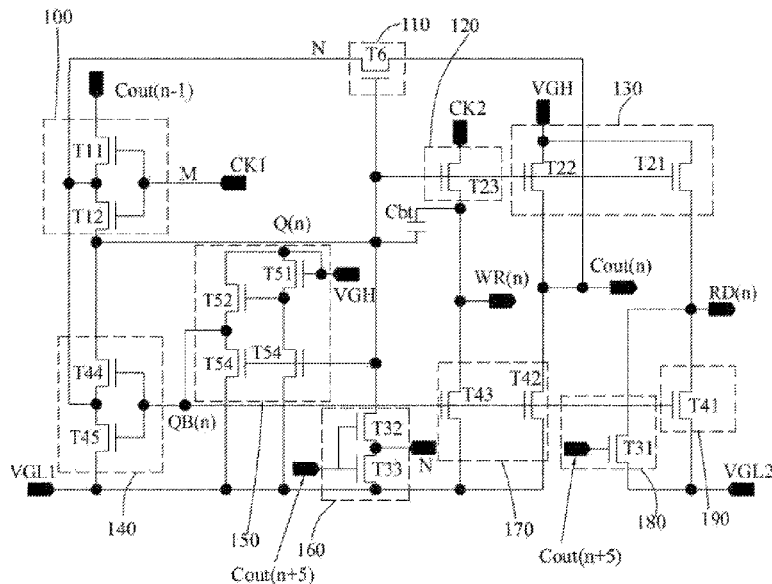 100
110
120
N
T6
CK2
VGH
130
Cout(n-1)
T11
M
CK1
T12
T23
T22
T21
Cbt
Q(n)
T51
VGH
T52
WR(n)
Cout(n)
RD(n)
T54
T54
T44
QB(n)
T45
T43
T42
T41
T32
N
T33
T31
VGL1
VGL2
140
150
160
170
180
190
Cout(n+5)
Cout(n+5)